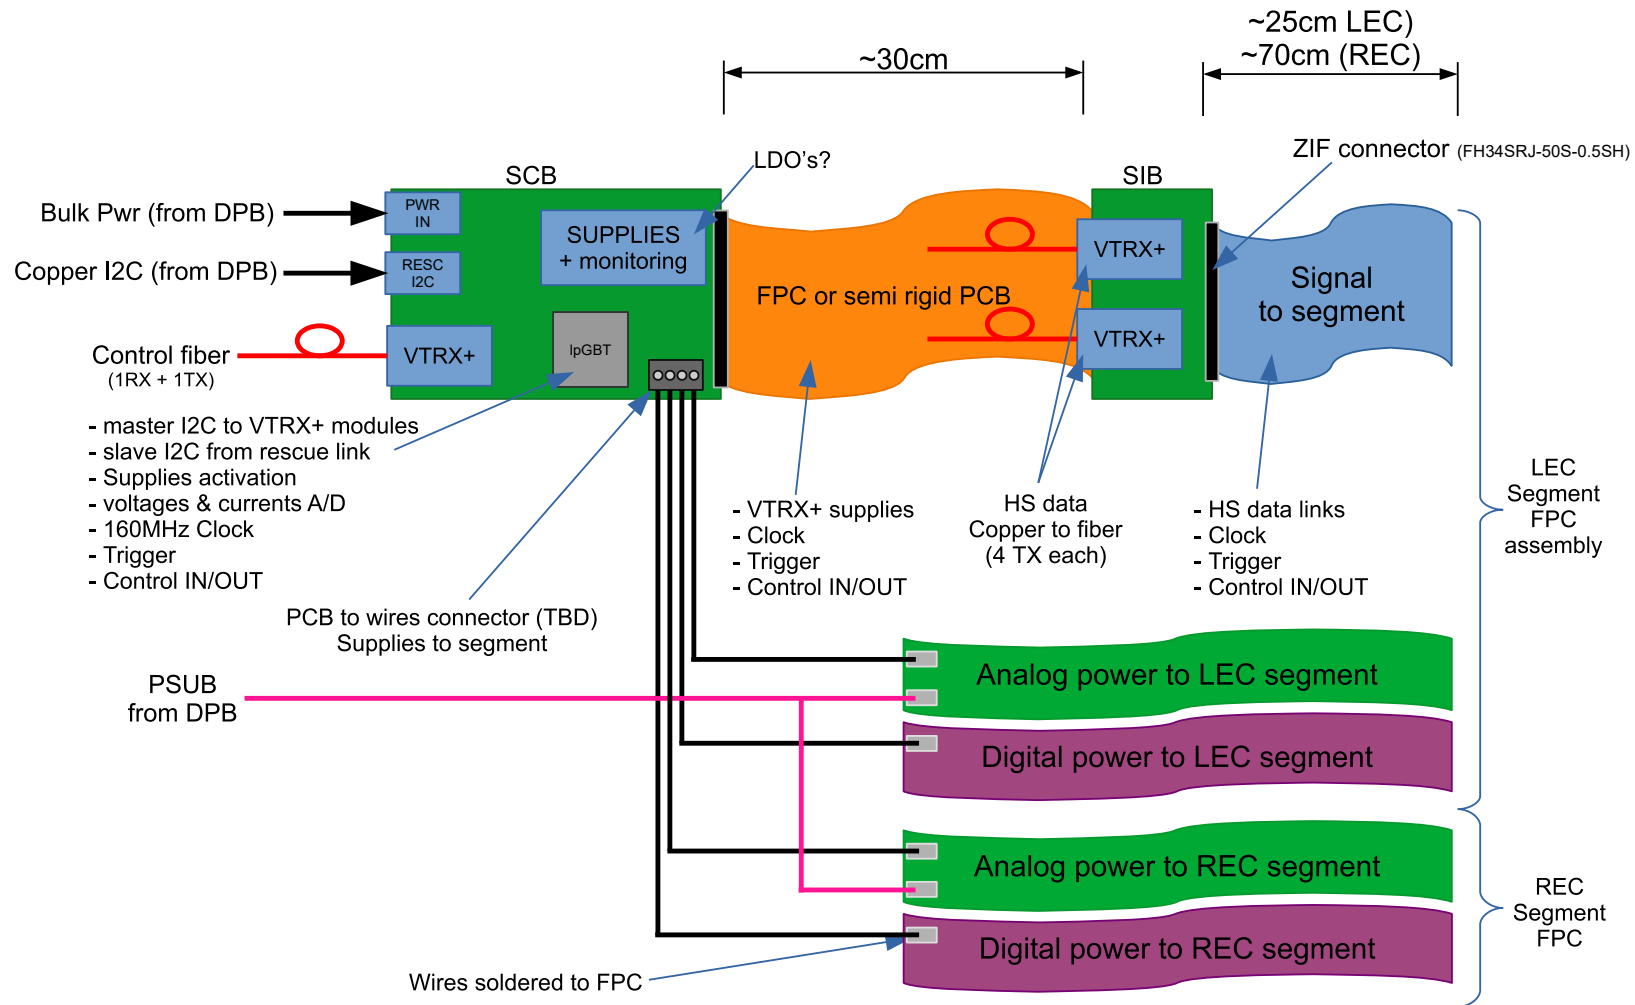 ~25cm LEC)
~70cm (REC)
~30cm
ZIF connector (FH34SRJ-50S-0.5SH)
LDO's?
SCB
SIB
Bulk Pwr (from DPB)
PWR
IN
SUPPLIES
+ monitoring
VTRX+
Copper I2C (from DPB)
RESC
I2C
FPC or semi rigid PCB
Signal
to segment
Control fiber
(1RX + 1TX)
VTRX+
lpGBT
VTRX+
- master I2C to VTRX+ modules
- slave I2C from rescue link
- Supplies activation
- voltages & currents A/D
- 160MHz Clock
- Trigger
- Control IN/OUT
- VTRX+ supplies
- Clock
- Trigger
- Control IN/OUT
HS data
Copper to fiber
(4 TX each)
- HS data links
- Clock
- Trigger
- Control IN/OUT
LEC
Segment
FPC
assembly
PCB to wires connector (TBD)
Supplies to segment
PSUB
from DPB
Analog power to LEC segment
Digital power to LEC segment
Analog power to REC segment
Digital power to REC segment
REC
Segment
FPC
Wires soldered to FPC